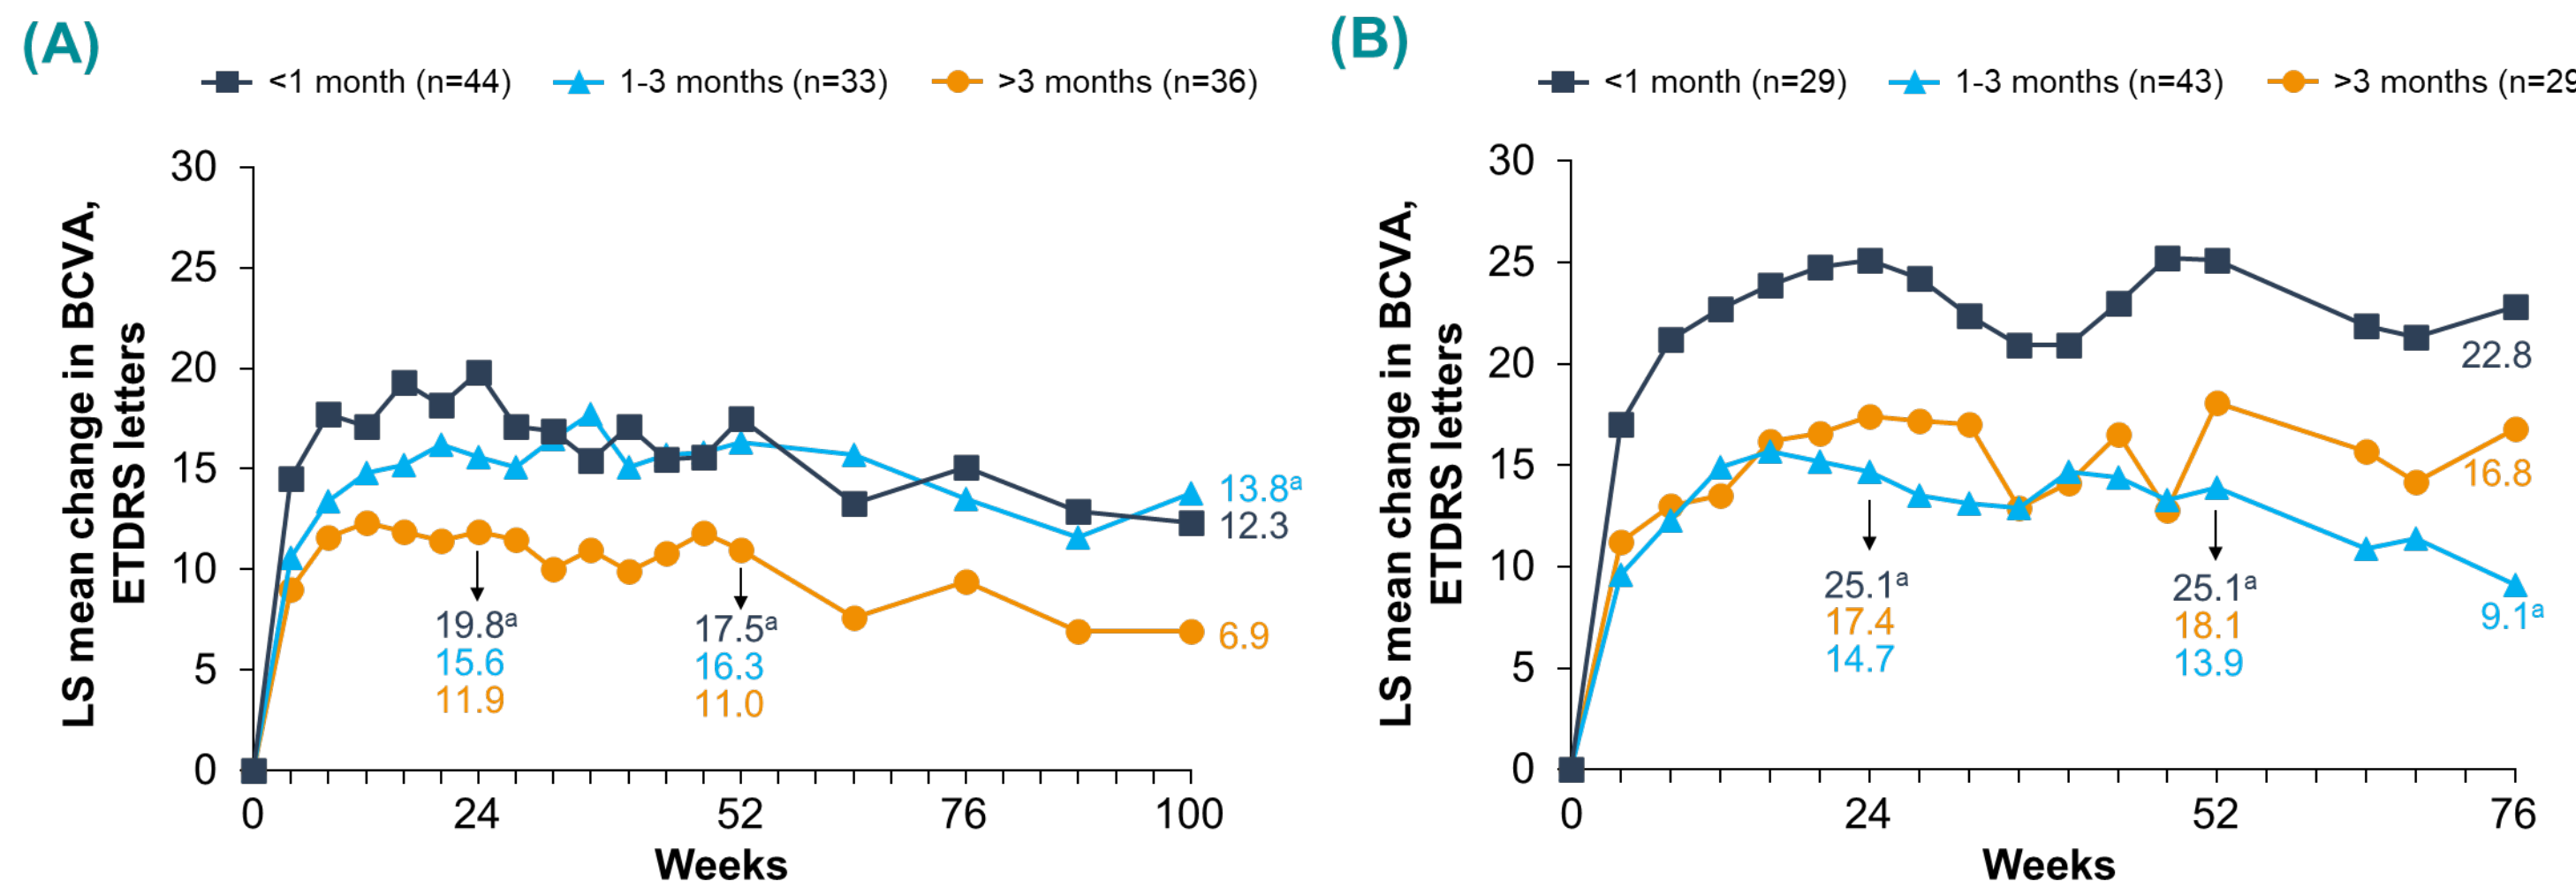 (A)
<1 month (n=44) 1-3 months (n=33) >3 months (n=36)
LS mean change in BCVA,
ETDRS letters
30
25
20
15
10
5
0
19.8a
15.6
11.9
17.5a
16.3
11.0
13.8a
12.3
6.9
0 24 52 76 100
Weeks
(B)
<1 month (n=29) 1-3 months (n=43) >3 months (n=29
LS mean change in BCVA,
ETDRS letters
30
25
20
15
10
5
0
25.1a
17.4
14.7
25.1a
18.1
13.9
22.8
16.8
9.1a
0 24 52 76
Weeks